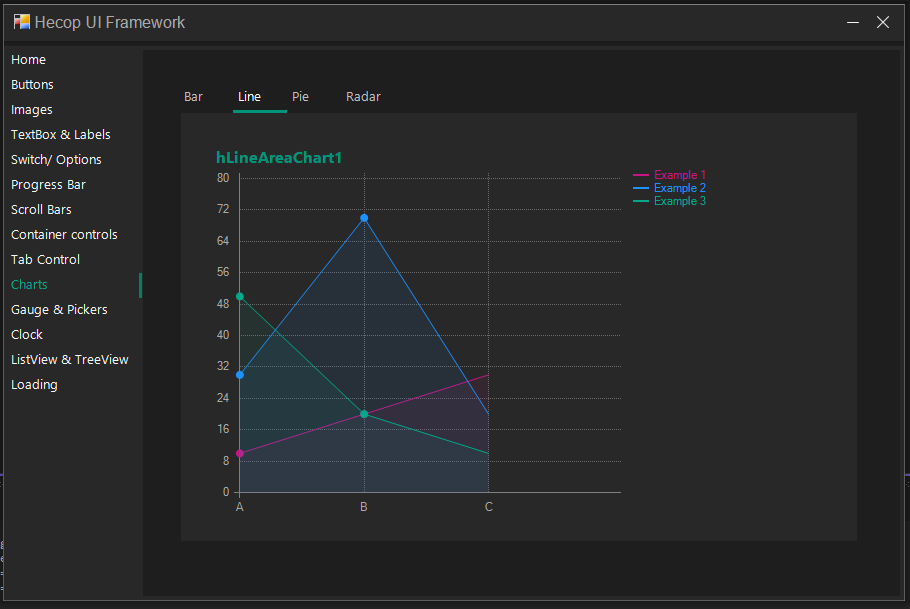 Hecop UI Framework
Home
Buttons
Images
TextBox & Labels
Switch/ Options
Progress Bar
Scroll Bars
Container controls
Tab Control
Charts
Gauge & Pickers
Clock
ListView & TreeView
Loading
Bar Line Pie Radar
hLineAreaChart1
80
72
64
56
48
40
32
24
16
8
0
A B C
Example 1
Example 2
Example 3